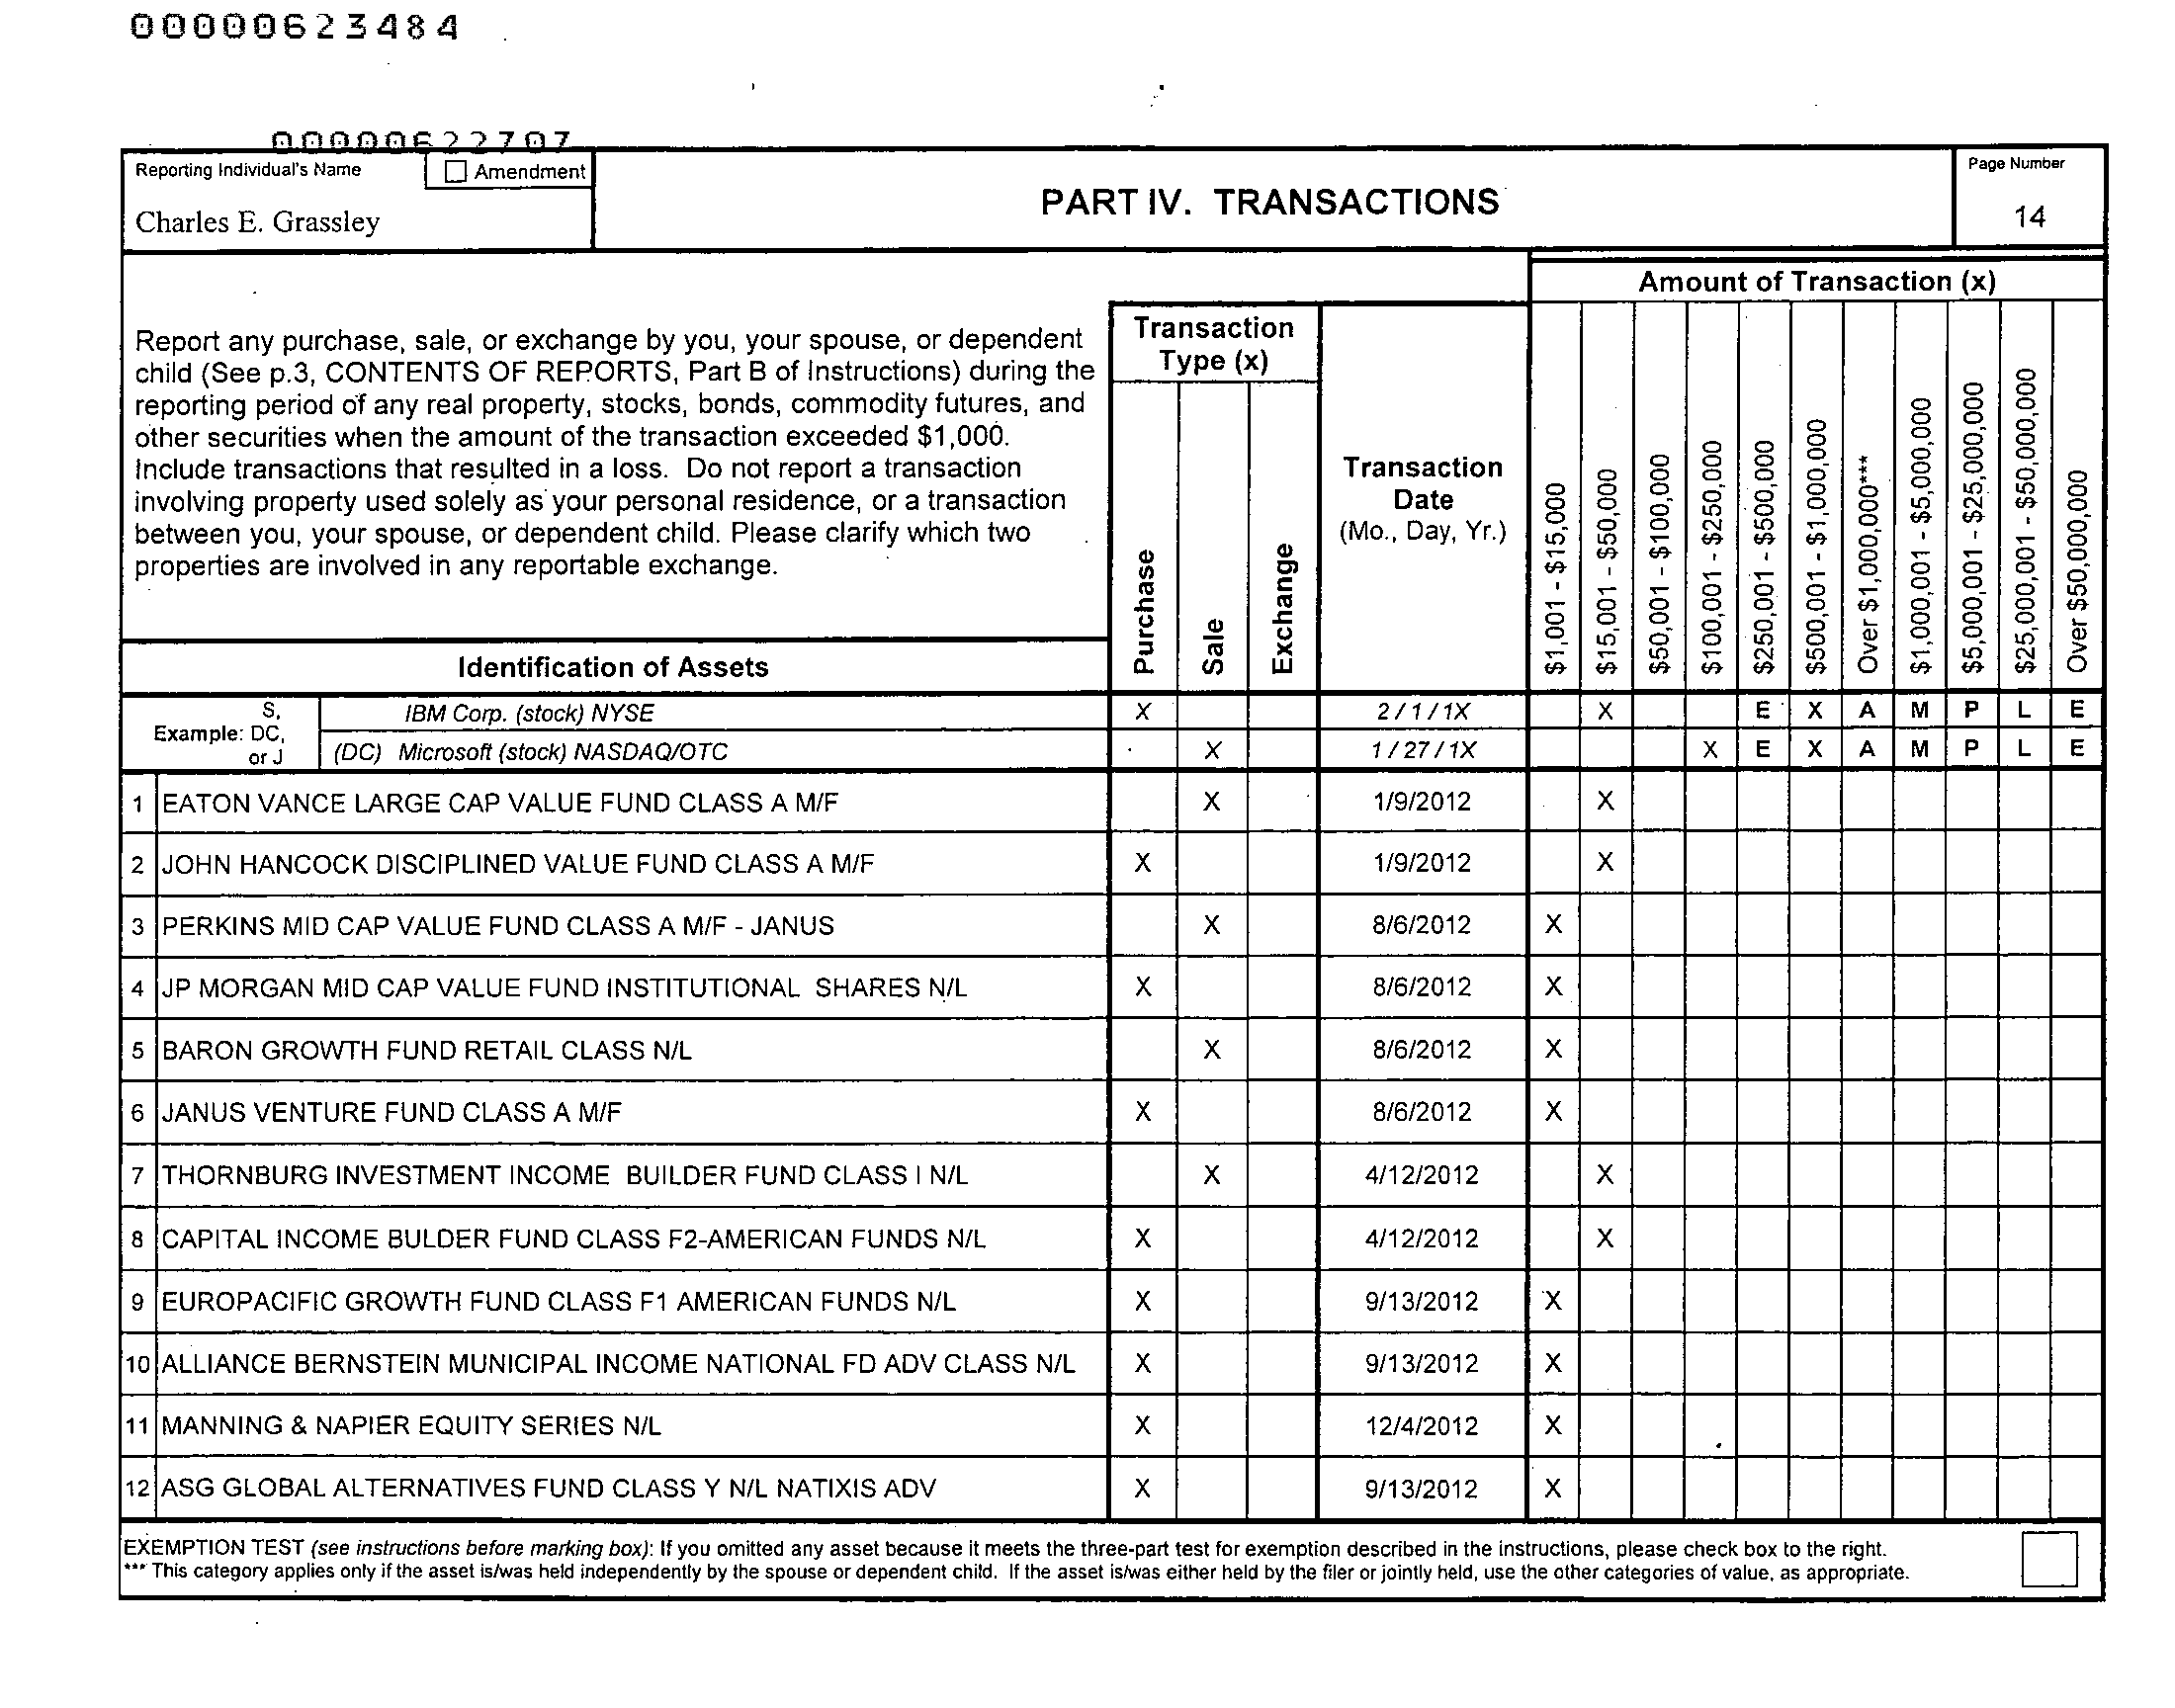 00000623484
00000622707
Reporting Individual's Name
Amendment
Charles E. Grassley
PART IV. TRANSACTIONS
Page Number
14
Report any purchase, sale, or exchange by you, your spouse, or dependent
child (See p.3, CONTENTS OF REPORTS, Part B of Instructions) during the
reporting period of any real property, stocks, bonds, commodity futures, and
other securities when the amount of the transaction exceeded $1,000.
Include transactions that resulted in a loss. Do not report a transaction
involving property used solely as your personal residence, or a transaction
between you, your spouse, or dependent child. Please clarify which two
properties are involved in any reportable exchange.
Identification of Assets
Transaction
Type (x)
Purchase
Sale
Exchange
Transaction
Date
(Mo., Day, Yr.)
Amount of Transaction (x)
$1,001 - $15,000
$15,001 - $50,000
$50,001 - $100,000
$100,001 - $250,000
$250,001 - $500,000
$500,001 - $1,000,000
Over $1,000,000***
$1,000,001 - $5,000,000
$5,000,001 - $25,000,000
$25,000,001 - $50,000,000
Over $50,000,000
Example: S, DC, or J
IBM Corp. (stock) NYSE X 2/1/1X X E X A M P L E
(DC) Microsoft (stock) NASDAQ/OTC X 1/27/1X X E X A M P L E
1 EATON VANCE LARGE CAP VALUE FUND CLASS A M/F X 1/9/2012 X
2 JOHN HANCOCK DISCIPLINED VALUE FUND CLASS A M/F X 1/9/2012 X
3 PERKINS MID CAP VALUE FUND CLASS A M/F - JANUS X 8/6/2012 X
4 JP MORGAN MID CAP VALUE FUND INSTITUTIONAL SHARES N/L X 8/6/2012 X
5 BARON GROWTH FUND RETAIL CLASS N/L X 8/6/2012 X
6 JANUS VENTURE FUND CLASS A M/F X 8/6/2012 X
7 THORNBURG INVESTMENT INCOME BUILDER FUND CLASS I N/L X 4/12/2012 X
8 CAPITAL INCOME BULDER FUND CLASS F2-AMERICAN FUNDS N/L X 4/12/2012 X
9 EUROPACIFIC GROWTH FUND CLASS F1 AMERICAN FUNDS N/L X 9/13/2012 X
10 ALLIANCE BERNSTEIN MUNICIPAL INCOME NATIONAL FD ADV CLASS N/L X 9/13/2012 X
11 MANNING & NAPIER EQUITY SERIES N/L X 12/4/2012 X
12 ASG GLOBAL ALTERNATIVES FUND CLASS Y N/L NATIXIS ADV X 9/13/2012 X
EXEMPTION TEST (see instructions before marking box): If you omitted any asset because it meets the three-part test for exemption described in the instructions, please check box to the right.
*** This category applies only if the asset is/was held independently by the spouse or dependent child. If the asset is/was either held by the filer or jointly held, use the other categories of value, as appropriate.